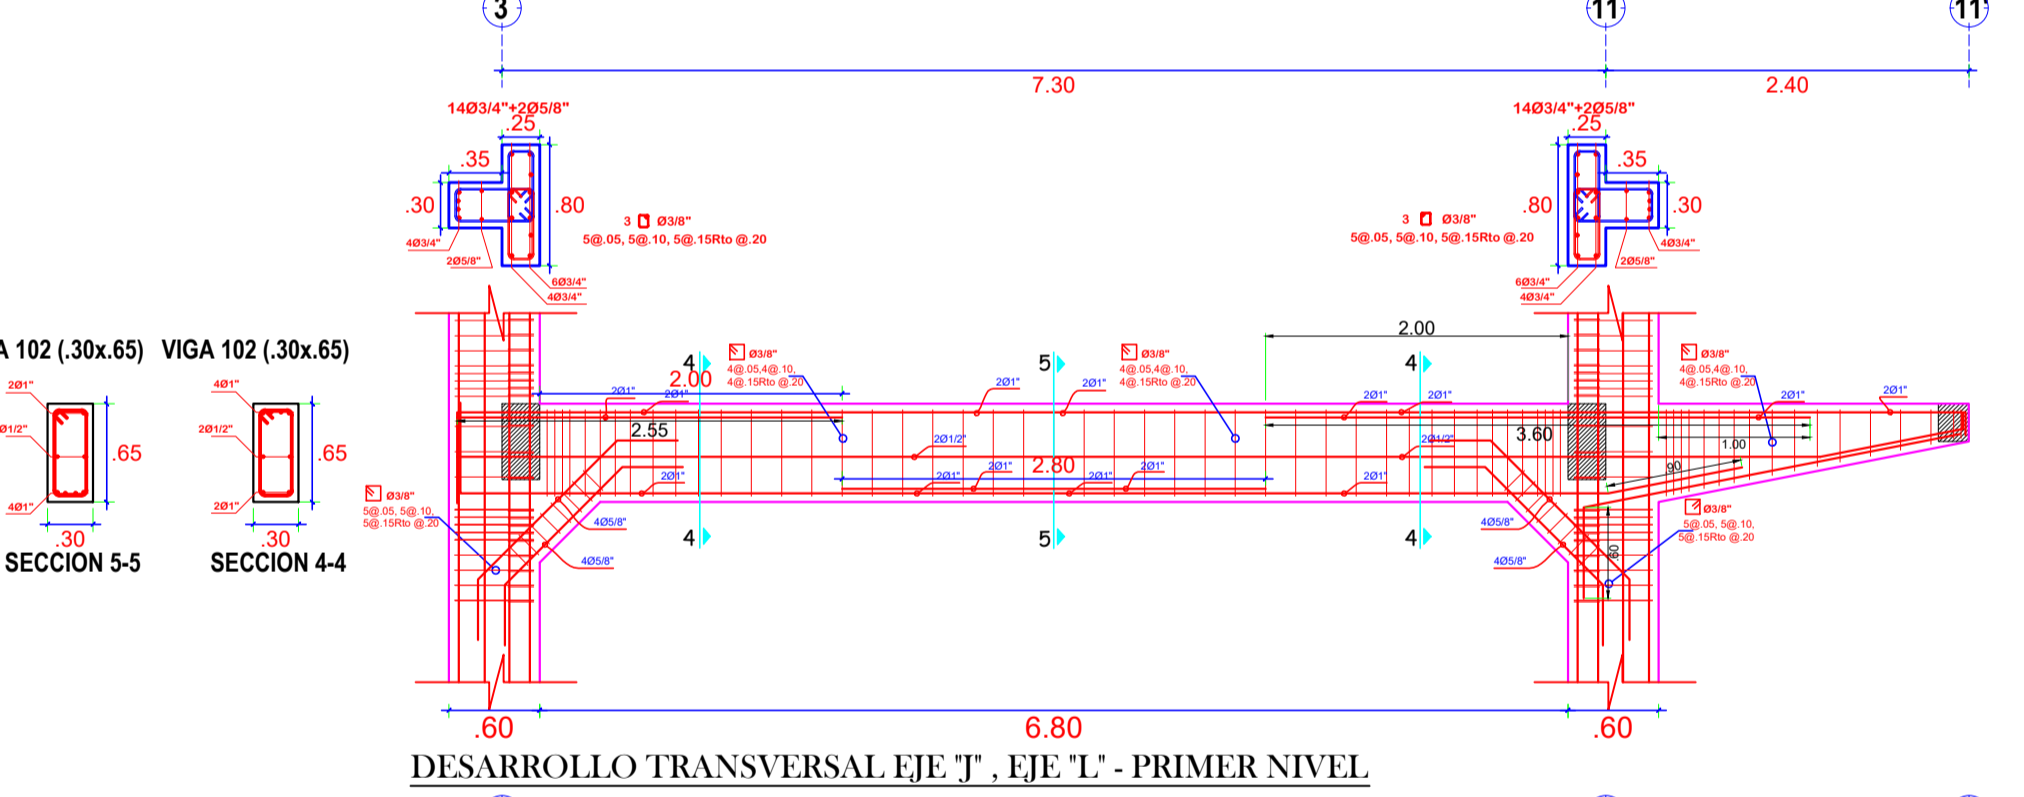 3
11
11
7.30
2.40
14Ø3/4"+2Ø5/8"
.25
.35
.30
.80
3 Ø3/8"
5@.05, 5@.10, 5@.15Rto @.20
4Ø3/4"
2Ø5/8"
6Ø3/4"
4Ø3/4"
14Ø3/4"+2Ø5/8"
.25
.35
.80
.30
3 Ø3/8"
5@.05, 5@.10, 5@.15Rto @.20
4Ø3/4"
2Ø5/8"
6Ø3/4"
4Ø3/4"
A 102 (.30x.65)
2Ø1"
Ø1/2"
4Ø1"
.65
.30
SECCION 5-5
VIGA 102 (.30x.65)
4Ø1"
2Ø1/2"
2Ø1"
.65
.30
SECCION 4-4
4
5
4
2.00
2.00
Ø3/8"
4@.05,4@.10,
4@.15Rto @.20
Ø3/8"
4@.05,4@.10,
4@.15Rto @.20
Ø3/8"
4@.05,4@.10,
4@.15Rto @.20
2Ø1"
2Ø1"
2Ø1"
2Ø1"
2Ø1"
2Ø1"
2Ø1"
2Ø1"
2.55
2Ø1/2"
2Ø1/2"
3.60
1.00
2.80
.90
2Ø1"
2Ø1"
2Ø1"
2Ø1"
2Ø1"
2Ø1"
Ø3/8"
5@.05, 5@.10,
5@.15Rto @.20
Ø3/8"
5@.05, 5@.10,
5@.15Rto @.20
4Ø5/8"
4Ø5/8"
4Ø5/8"
4Ø5/8"
.60
4
5
4
.60
6.80
.60
DESARROLLO TRANSVERSAL EJE "J" , EJE "L" - PRIMER NIVEL